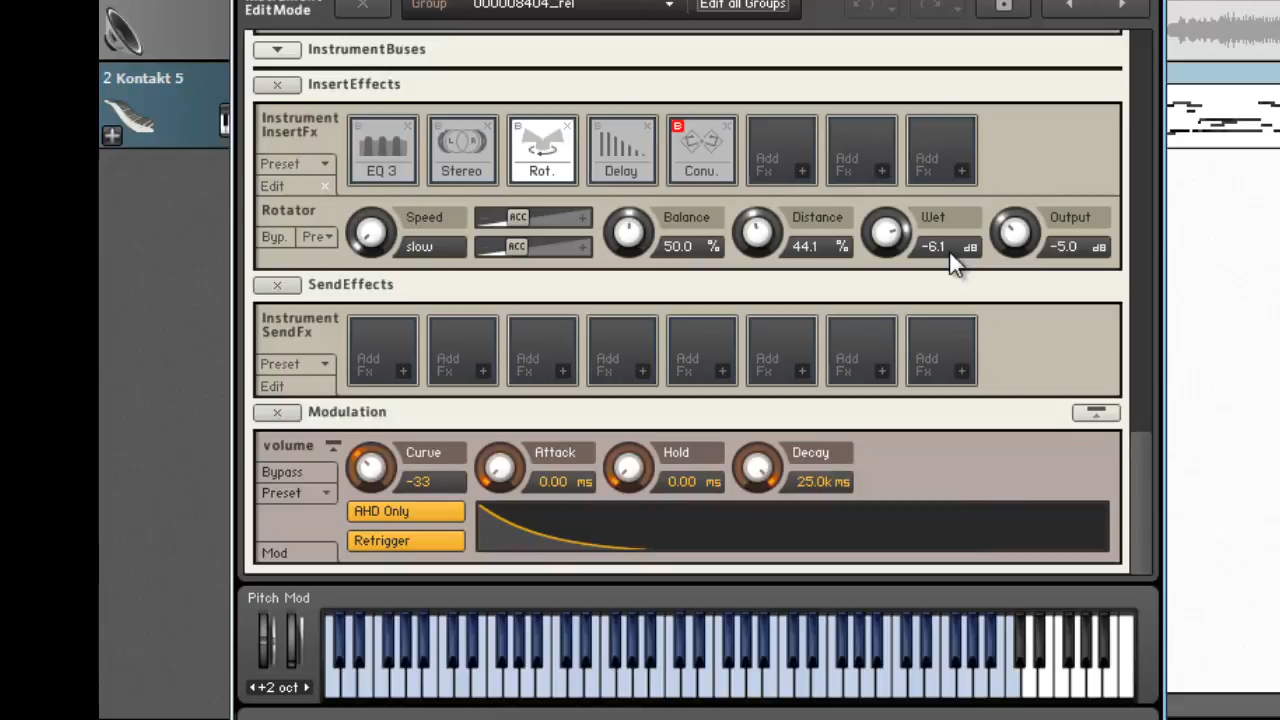 Instrument
EditMode
Group
000008404_rel
Edit all Groups
2 Kontakt 5
InstrumentBuses
InsertEffects
Instrument
InsertFx
Preset
Edit
B
EQ 3
B
L R
Stereo
B
Rot.
B
Delay
B
Conv.
Add
Fx +
Add
Fx +
Add
Fx +
Rotator
Byp. Pre
Speed
slow
- ACC +
- ACC +
Balance
50.0 %
Distance
44.1 %
Wet
-6.1 dB
Output
-5.0 dB
SendEffects
Instrument
SendFx
Preset
Edit
Add
Fx +
Add
Fx +
Add
Fx +
Add
Fx +
Add
Fx +
Add
Fx +
Add
Fx +
Add
Fx +
Modulation
volume
Bypass
Preset
Mod
Curve
-33
Attack
0.00 ms
Hold
0.00 ms
Decay
25.0k ms
AHD Only
Retrigger
Pitch Mod
+2 oct